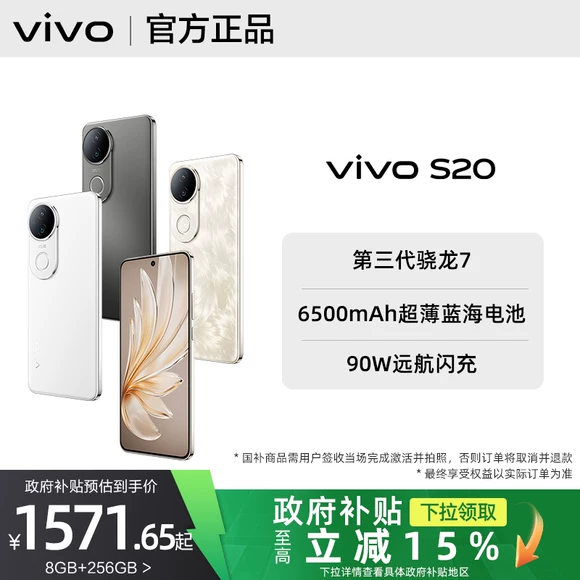 vivo | 官方正品
vivo S20
第三代骁龙7
6500mAh超薄蓝海电池
90W远航闪充
* 国补商品需用户签收当场完成激活并拍照，否则订单将取消并退款
* 最终享受权益以实际订单为准
政府补贴预估到手价
¥1571.65起
8GB+256GB >
政府补贴 下拉领取
至高 立减15%
下拉详情查看具体政府补贴地区